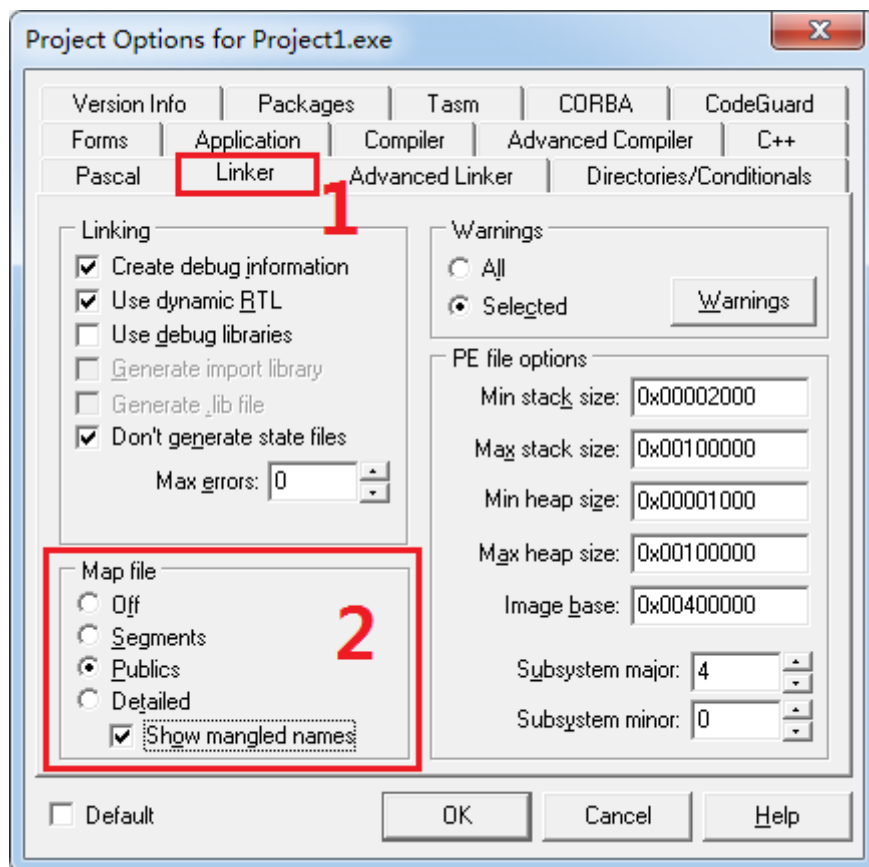 Project Options for Project1.exe
Version Info Packages Tasm CORBA CodeGuard
Forms Application Compiler Advanced Compiler C++
Pascal Linker Advanced Linker Directories/Conditionals
1
Linking
Create debug information
Use dynamic RTL
Use debug libraries
Generate import library
Generate .lib file
Don't generate state files
Max errors: 0
Warnings
All
Selected
Warnings
PE file options
Min stack size: 0x00002000
Max stack size: 0x00100000
Min heap size: 0x00001000
Max heap size: 0x00100000
Image base: 0x00400000
Subsystem major: 4
Subsystem minor: 0
Map file
Off
Segments
Publics
Detailed
Show mangled names
2
Default OK Cancel Help